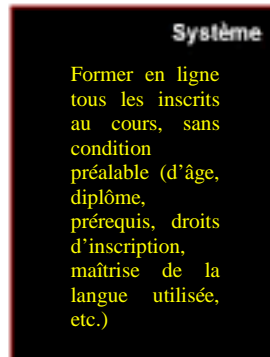 Système
Former en ligne
tous les inscrits
au cours, sans
condition
préalable (d’âge,
diplôme,
prérequis, droits
d’inscription,
maîtrise de la
langue utilisée,
etc.)